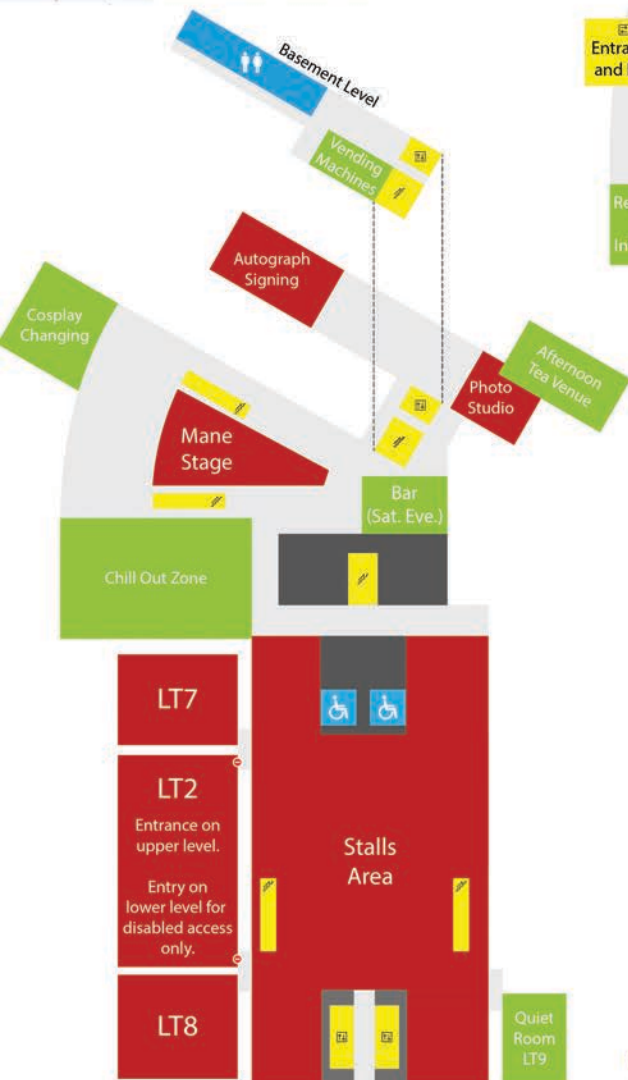 Basement Level
Vending
Machines
Autograph
Signing
Cosplay
Changing
Afternoon
Tea Venue
Photo
Studio
Mane
Stage
Bar
(Sat. Eve.)
Chill Out Zone
LT7
LT2
Entrance on
upper level.
Entry on
lower level for
disabled access
only.
Stalls
Area
LT8
Quiet
Room
LT9
and